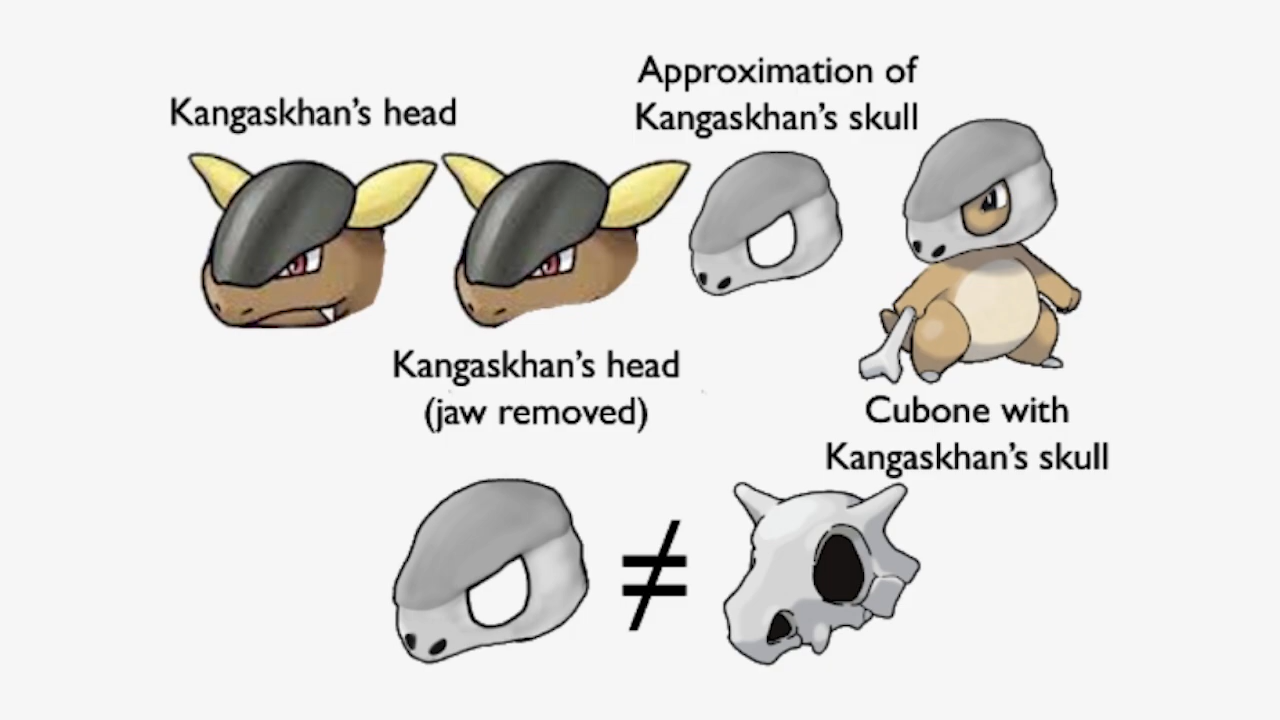 Kangaskhan's head
Approximation of
Kangaskhan's skull
Kangaskhan's head
(jaw removed)
Cubone with
Kangaskhan's skull
≠